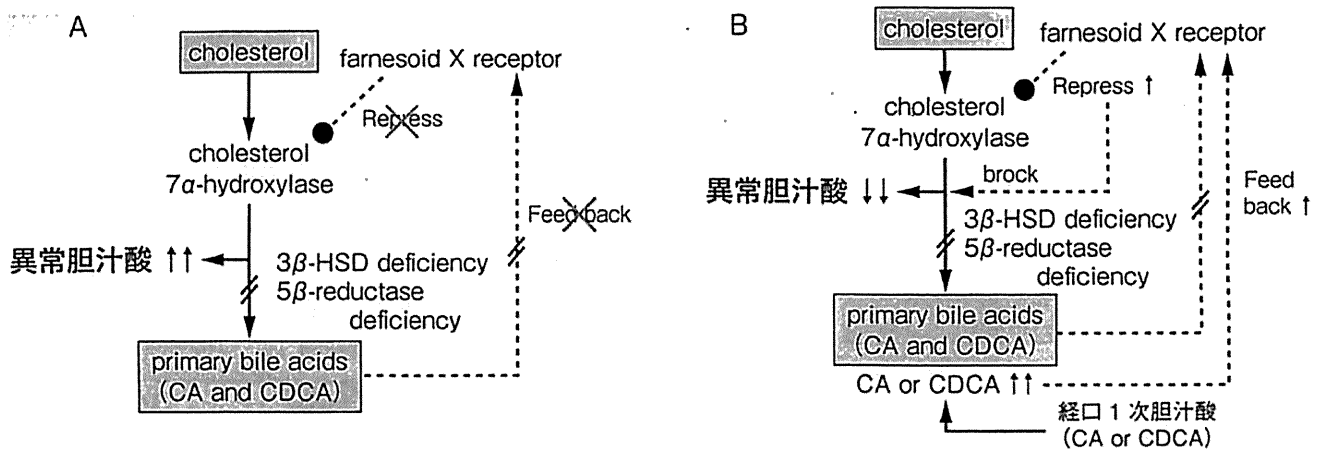 A
cholesterol
farnesoid X receptor
Repress
cholesterol
7α-hydroxylase
Feed back
異常胆汁酸 ↑↑
3β-HSD deficiency
5β-reductase
deficiency
primary bile acids
(CA and CDCA)
B
cholesterol
farnesoid X receptor
Repress ↑
cholesterol
7α-hydroxylase
brock
異常胆汁酸 ↓↓
Feed
back ↑
3β-HSD deficiency
5β-reductase
deficiency
primary bile acids
(CA and CDCA)
CA or CDCA ↑↑
経口1次胆汁酸
(CA or CDCA)